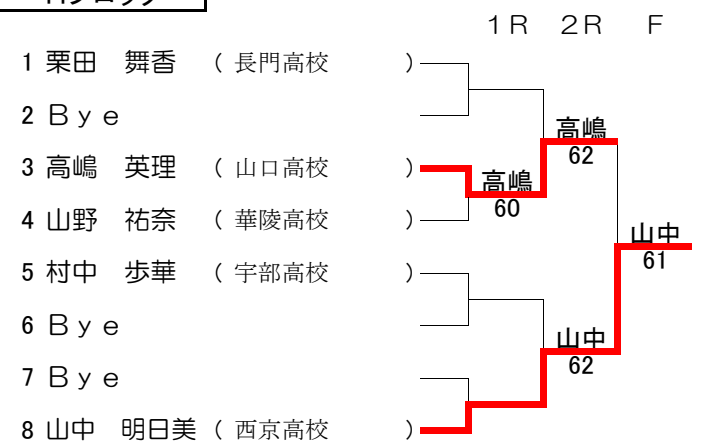 1R 2R F
1 栗田 舞香 ( 長門高校 )
2 Bye
高嶋
62
3 高嶋 英理 ( 山口高校 )
高嶋
60
4 山野 祐奈 ( 華陵高校 )
山中
61
5 村中 歩華 ( 宇部高校 )
6 Bye
山中
62
7 Bye
8 山中 明日美 ( 西京高校 )